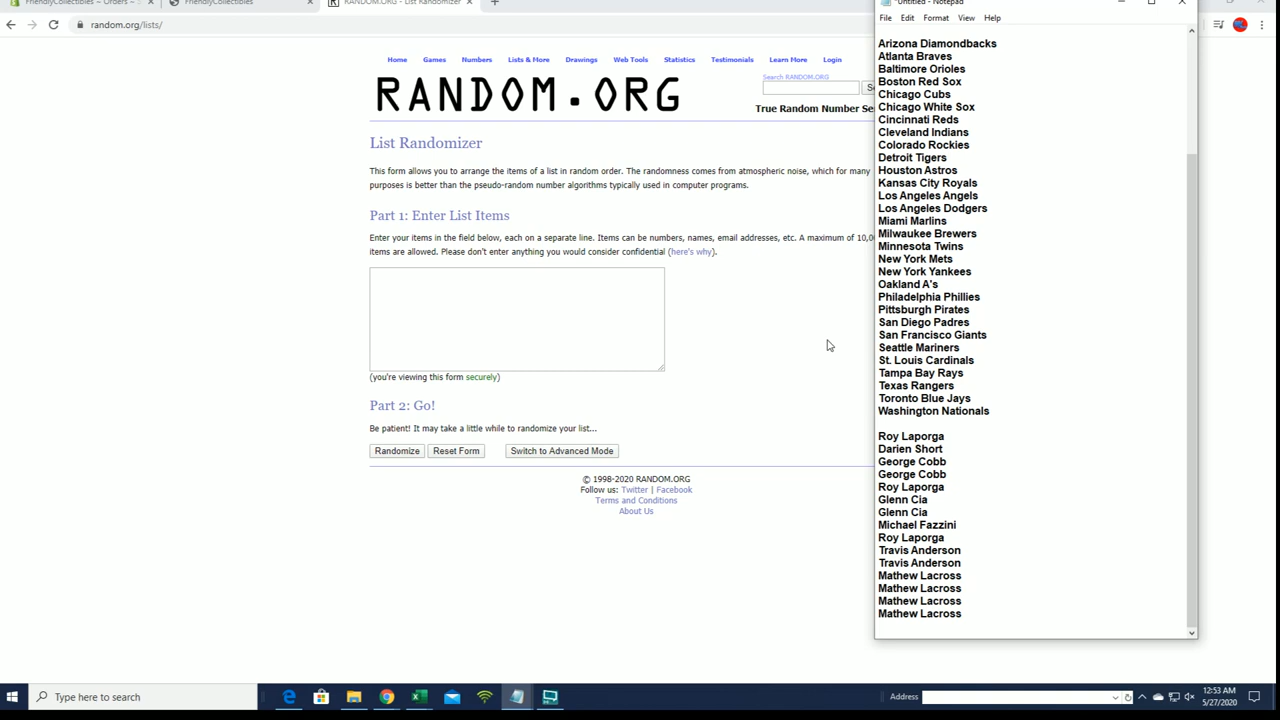 FriendlyCollectibles – Orders –
FriendlyCollectibles
RANDOM.ORG - List Randomizer
random.org/lists/
Home
Games
Numbers
Lists & More
Drawings
Web Tools
Statistics
Testimonials
Learn More
Login
RANDOM.ORG
Search RANDOM.ORG
True Random Number Se
List Randomizer
This form allows you to arrange the items of a list in random order. The randomness comes from atmospheric noise, which for many
purposes is better than the pseudo-random number algorithms typically used in computer programs.
Part 1: Enter List Items
Enter your items in the field below, each on a separate line. Items can be numbers, names, email addresses, etc. A maximum of 10,0
items are allowed. Please don't enter anything you would consider confidential (here's why).
(you're viewing this form securely)
Part 2: Go!
Be patient! It may take a little while to randomize your list...
Randomize
Reset Form
Switch to Advanced Mode
© 1998-2020 RANDOM.ORG
Follow us: Twitter | Facebook
Terms and Conditions
About Us
*Untitled - Notepad
File Edit Format View Help
Arizona Diamondbacks
Atlanta Braves
Baltimore Orioles
Boston Red Sox
Chicago Cubs
Chicago White Sox
Cincinnati Reds
Cleveland Indians
Colorado Rockies
Detroit Tigers
Houston Astros
Kansas City Royals
Los Angeles Angels
Los Angeles Dodgers
Miami Marlins
Milwaukee Brewers
Minnesota Twins
New York Mets
New York Yankees
Oakland A's
Philadelphia Phillies
Pittsburgh Pirates
San Diego Padres
San Francisco Giants
Seattle Mariners
St. Louis Cardinals
Tampa Bay Rays
Texas Rangers
Toronto Blue Jays
Washington Nationals
Roy Laporga
Darien Short
George Cobb
George Cobb
Roy Laporga
Glenn Cia
Glenn Cia
Michael Fazzini
Roy Laporga
Travis Anderson
Travis Anderson
Mathew Lacross
Mathew Lacross
Mathew Lacross
Mathew Lacross
Type here to search
Address
12:53 AM
5/27/2020